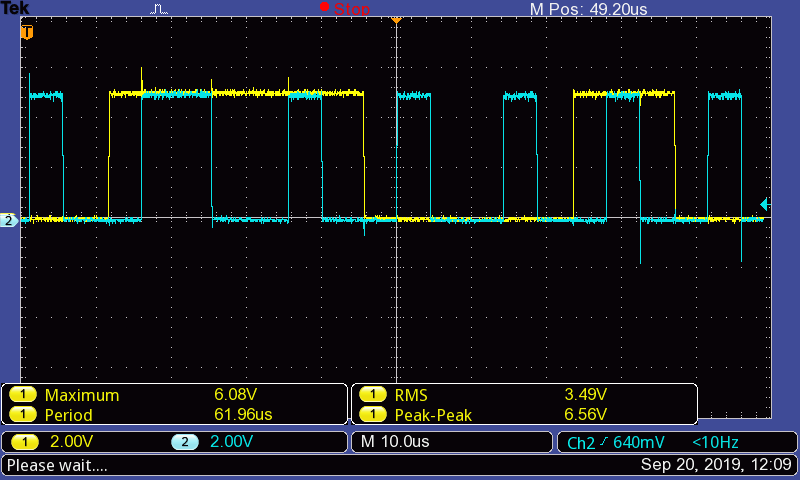 Tek Stop M Pos: 49.20us
T
2
1 Maximum 6.08V 1 RMS 3.49V
1 Period 61.96us 1 Peak-Peak 6.56V
1 2.00V 2 2.00V M 10.0us Ch2 640mV <10Hz
Please wait.... Sep 20, 2019, 12:09